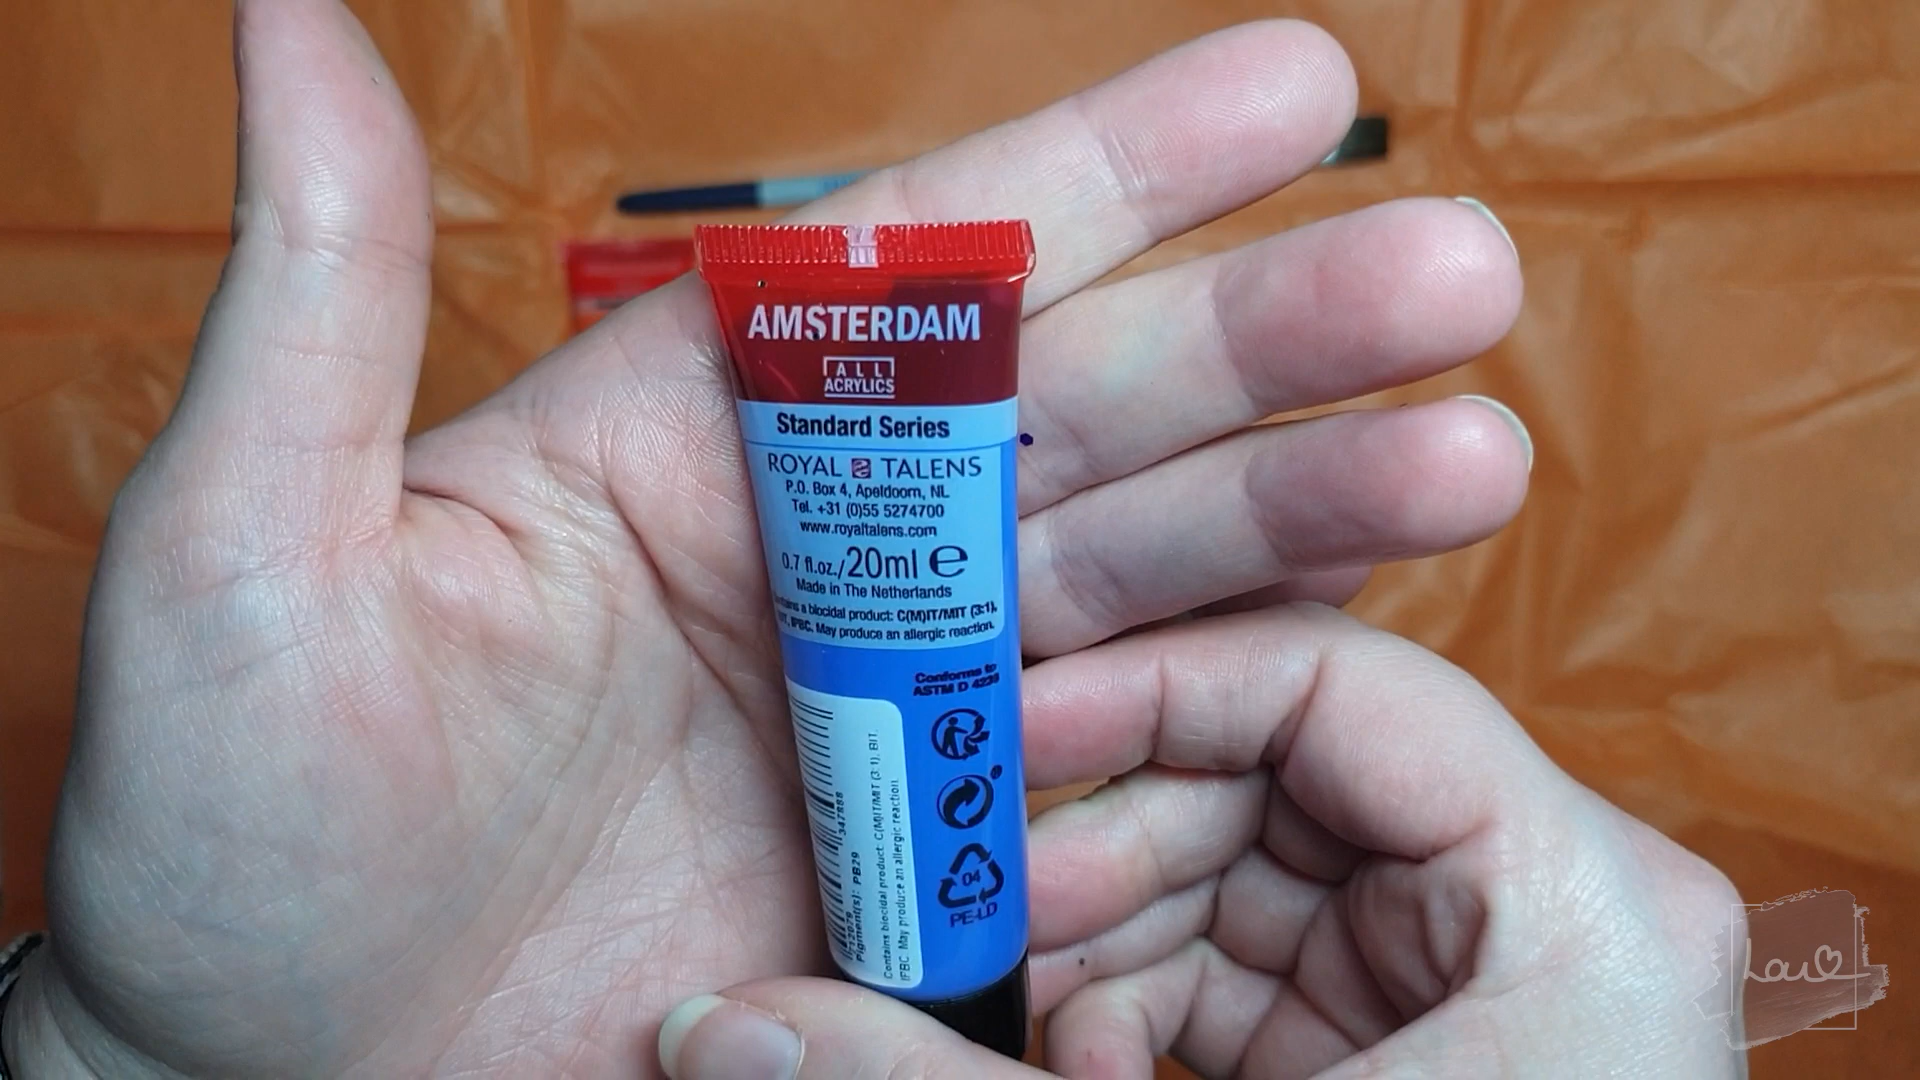 AMSTERDAM
ALL
ACRYLICS
Standard Series
ROYAL TALENS
P.O. Box 4, Apeldoorn, NL
Tel. +31 (0)55 5274700
www.royaltalens.com
0.7 fl.oz./20ml e
Made in The Netherlands
a biocidal product: C(M)IT/MIT (3:1),
IPBC. May produce an allergic reaction.
Conforms to
ASTM D
04
PE-LD
347888
Pigment(s): PB29
Contains biocidal product: C(M)IT/MIT (3:1), BIT,
IPBC. May produce an allergic reaction.